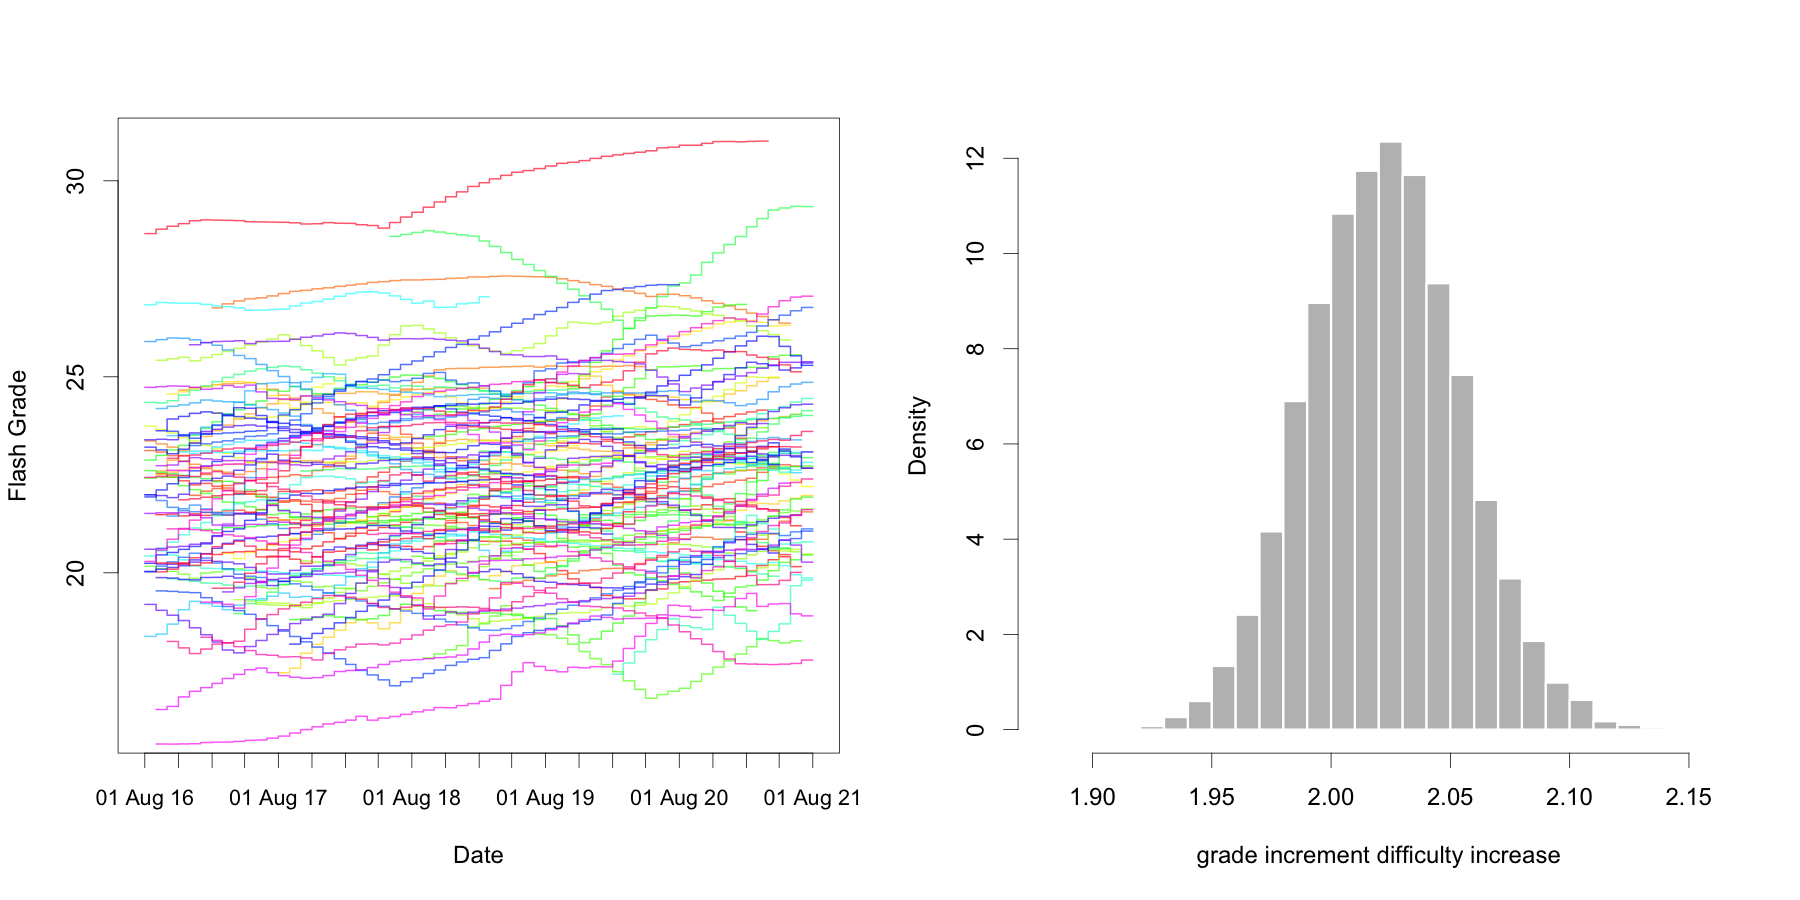 Flash Grade
30
25
20
01 Aug 16 01 Aug 17 01 Aug 18 01 Aug 19 01 Aug 20 01 Aug 21
Date
Density
12
10
8
6
4
2
0
1.90 1.95 2.00 2.05 2.10 2.15
grade increment difficulty increase